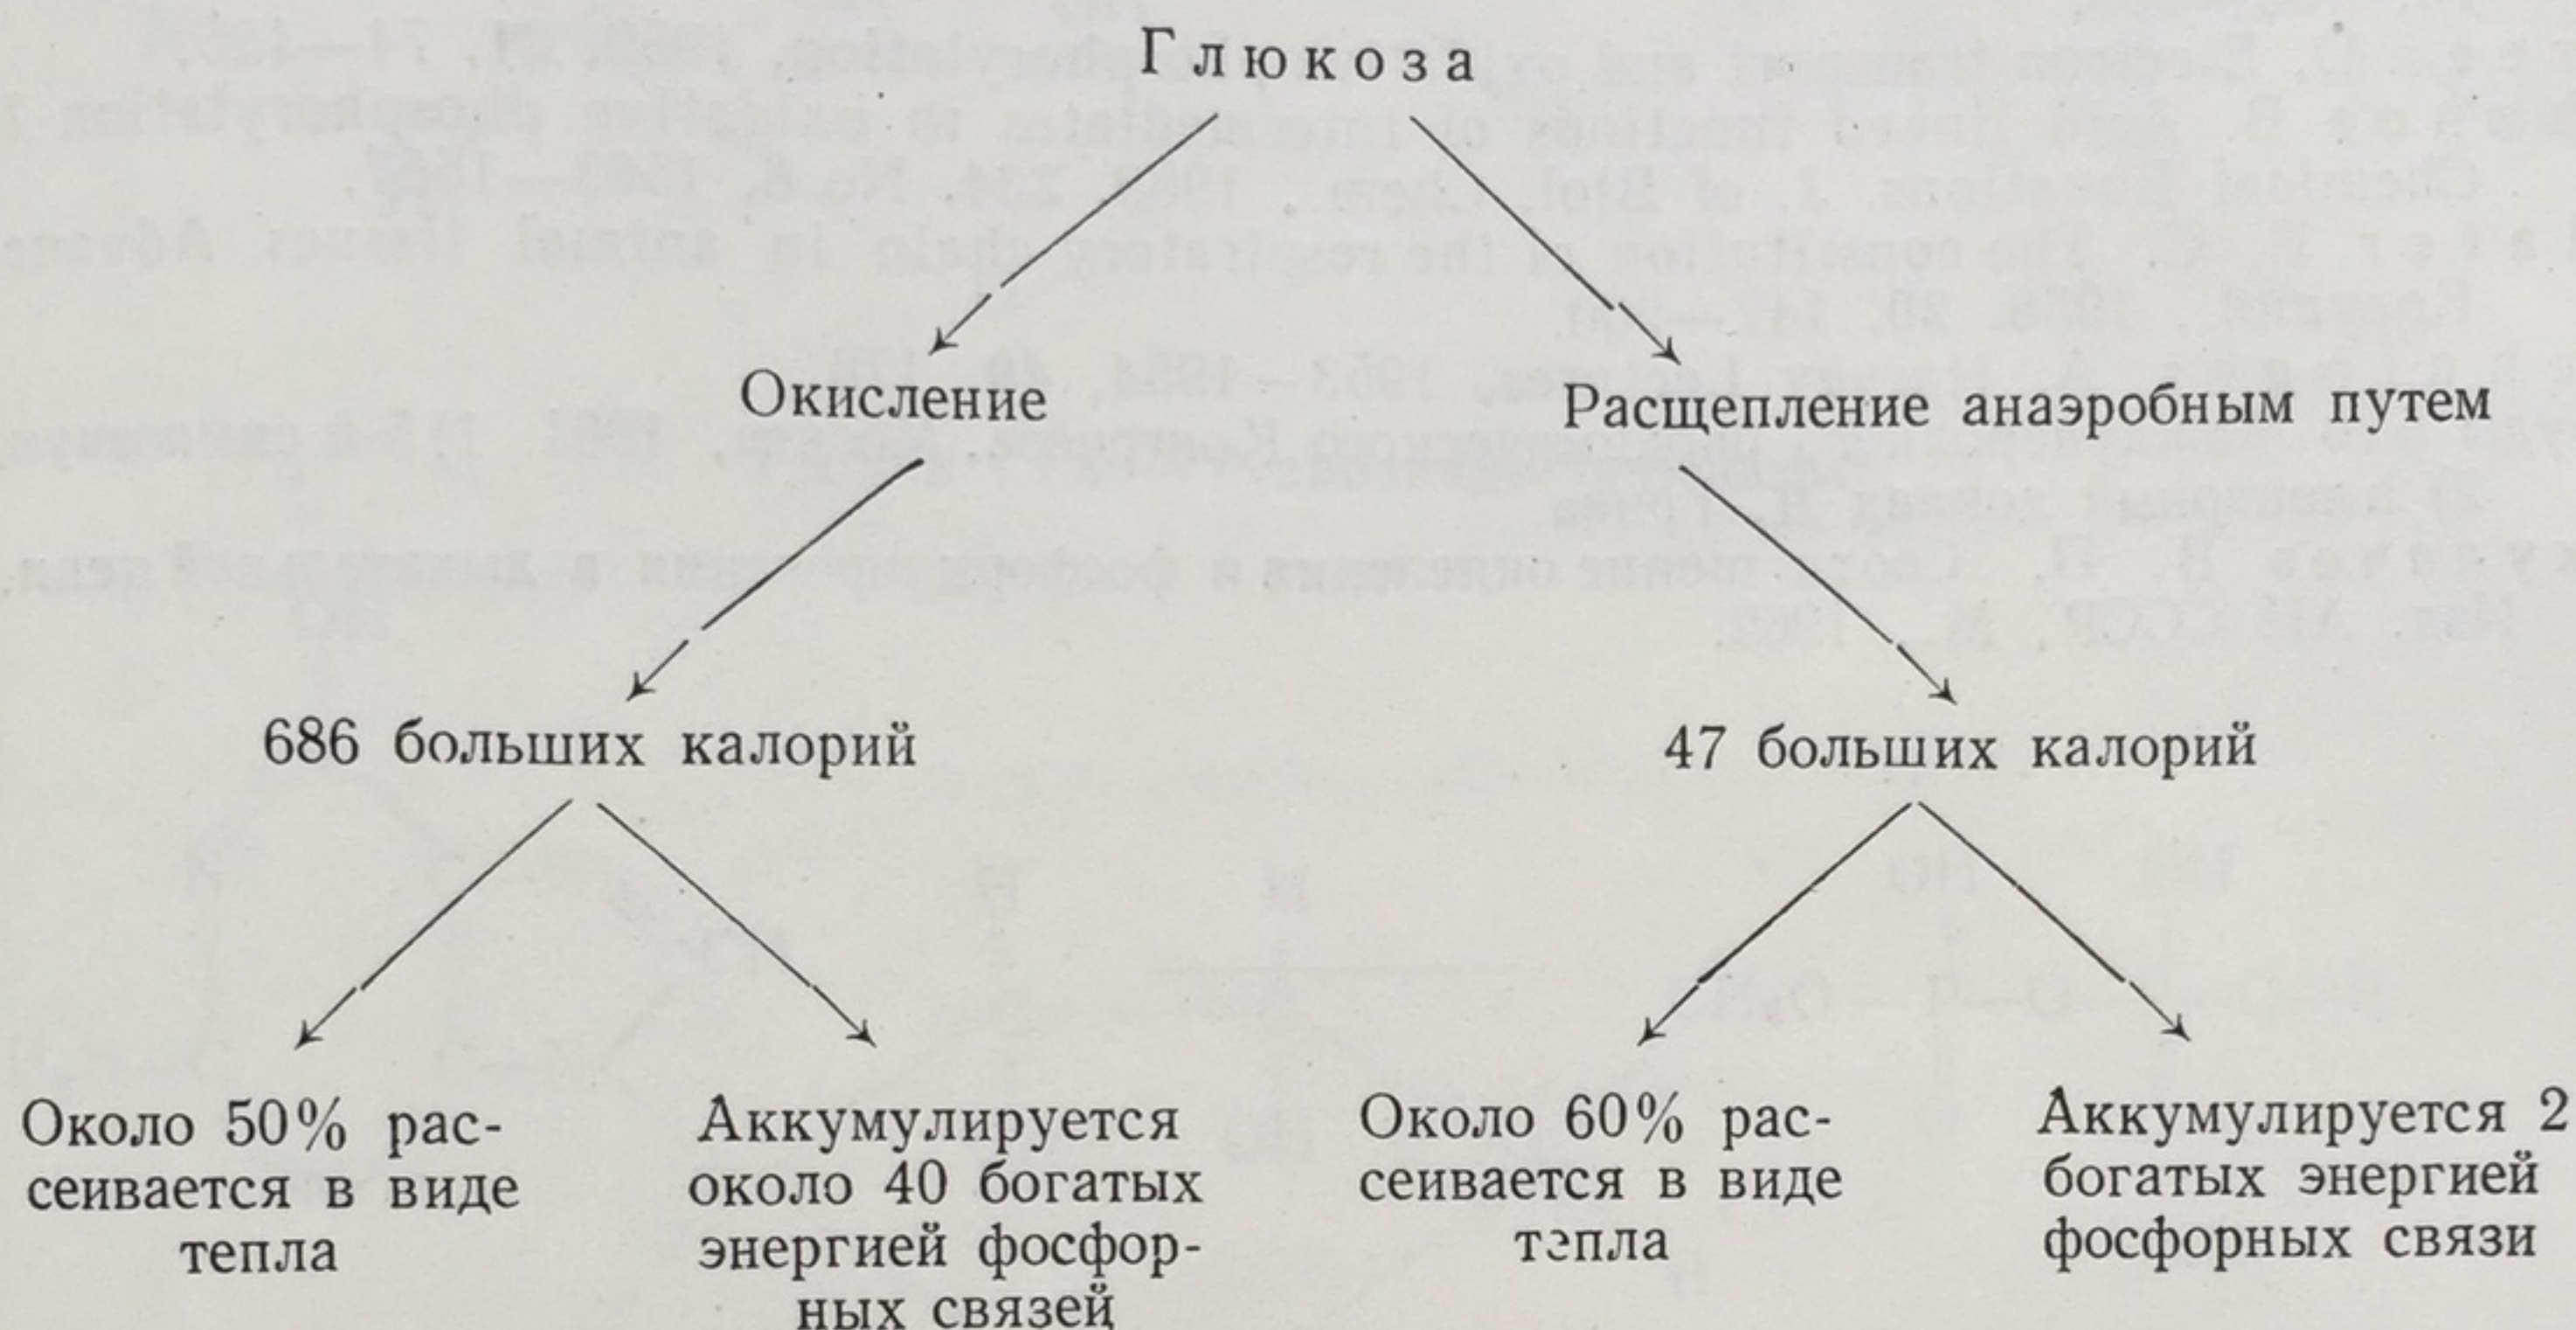 Глюкоза
Окисление
Расщепление анаэробным путем
686 больших калорий
47 больших калорий
Около 50% рас-
сеивается в виде
тепла
Аккумулируется
около 40 богатых
энергией фосфор-
ных связей
Около 60% рас-
сеивается в виде
тепла
Аккумулируется 2
богатых энергией
фосфорных связи